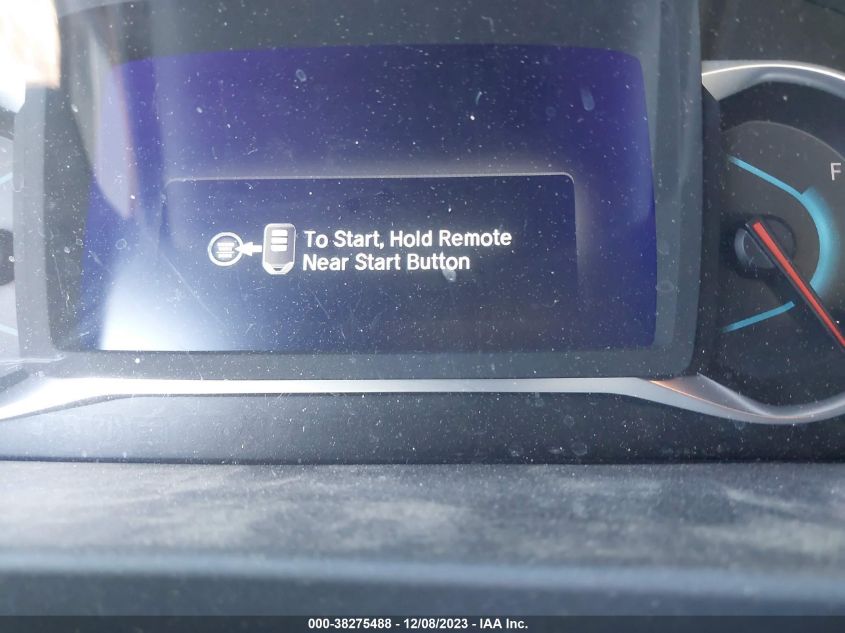 F
To Start, Hold Remote
Near Start Button
000-38275488 - 12/08/2023 - IAA Inc.